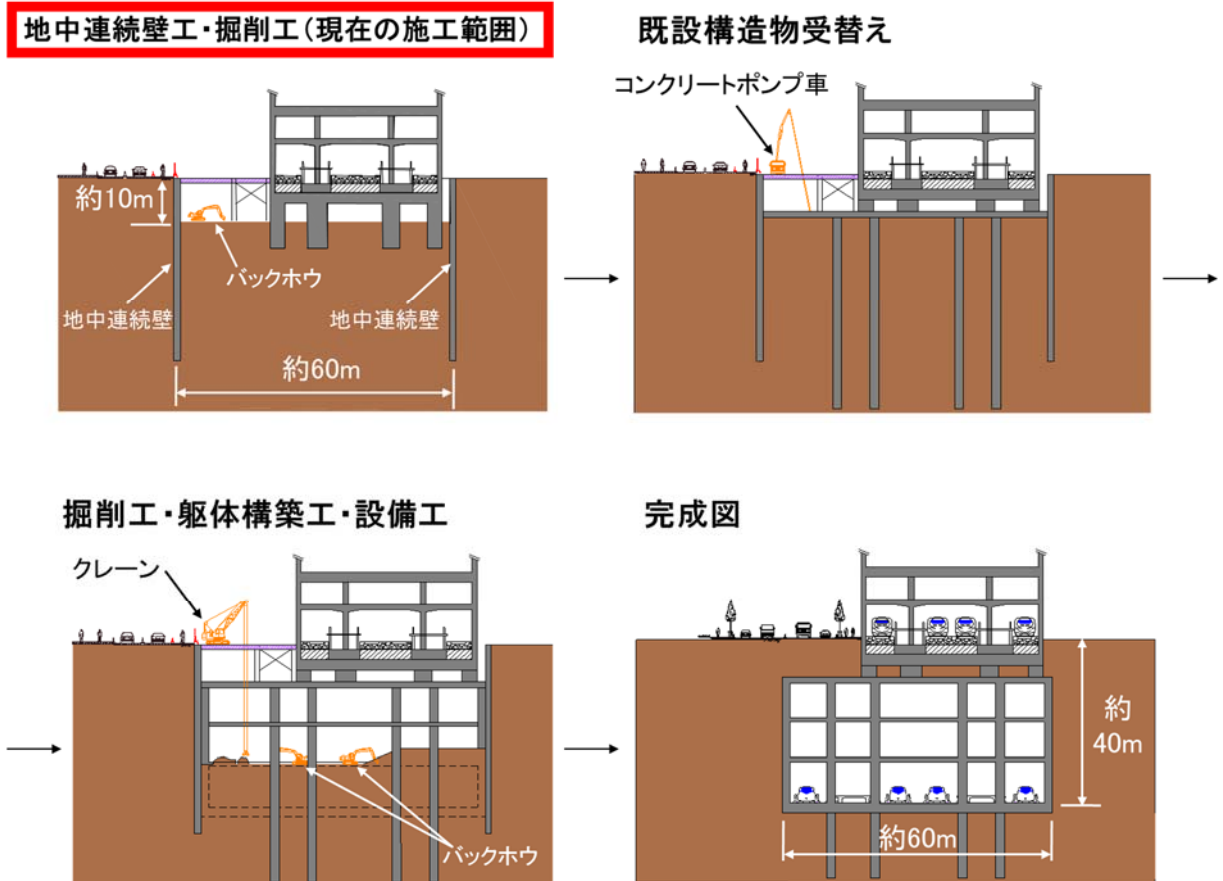 地中連続壁工・掘削工(現在の施工範囲)
約10m
バックホウ
地中連続壁
地中連続壁
約60m
既設構造物受替え
コンクリートポンプ車
掘削工・躯体構築工・設備工
クレーン
バックホウ
完成図
約
40m
約60m